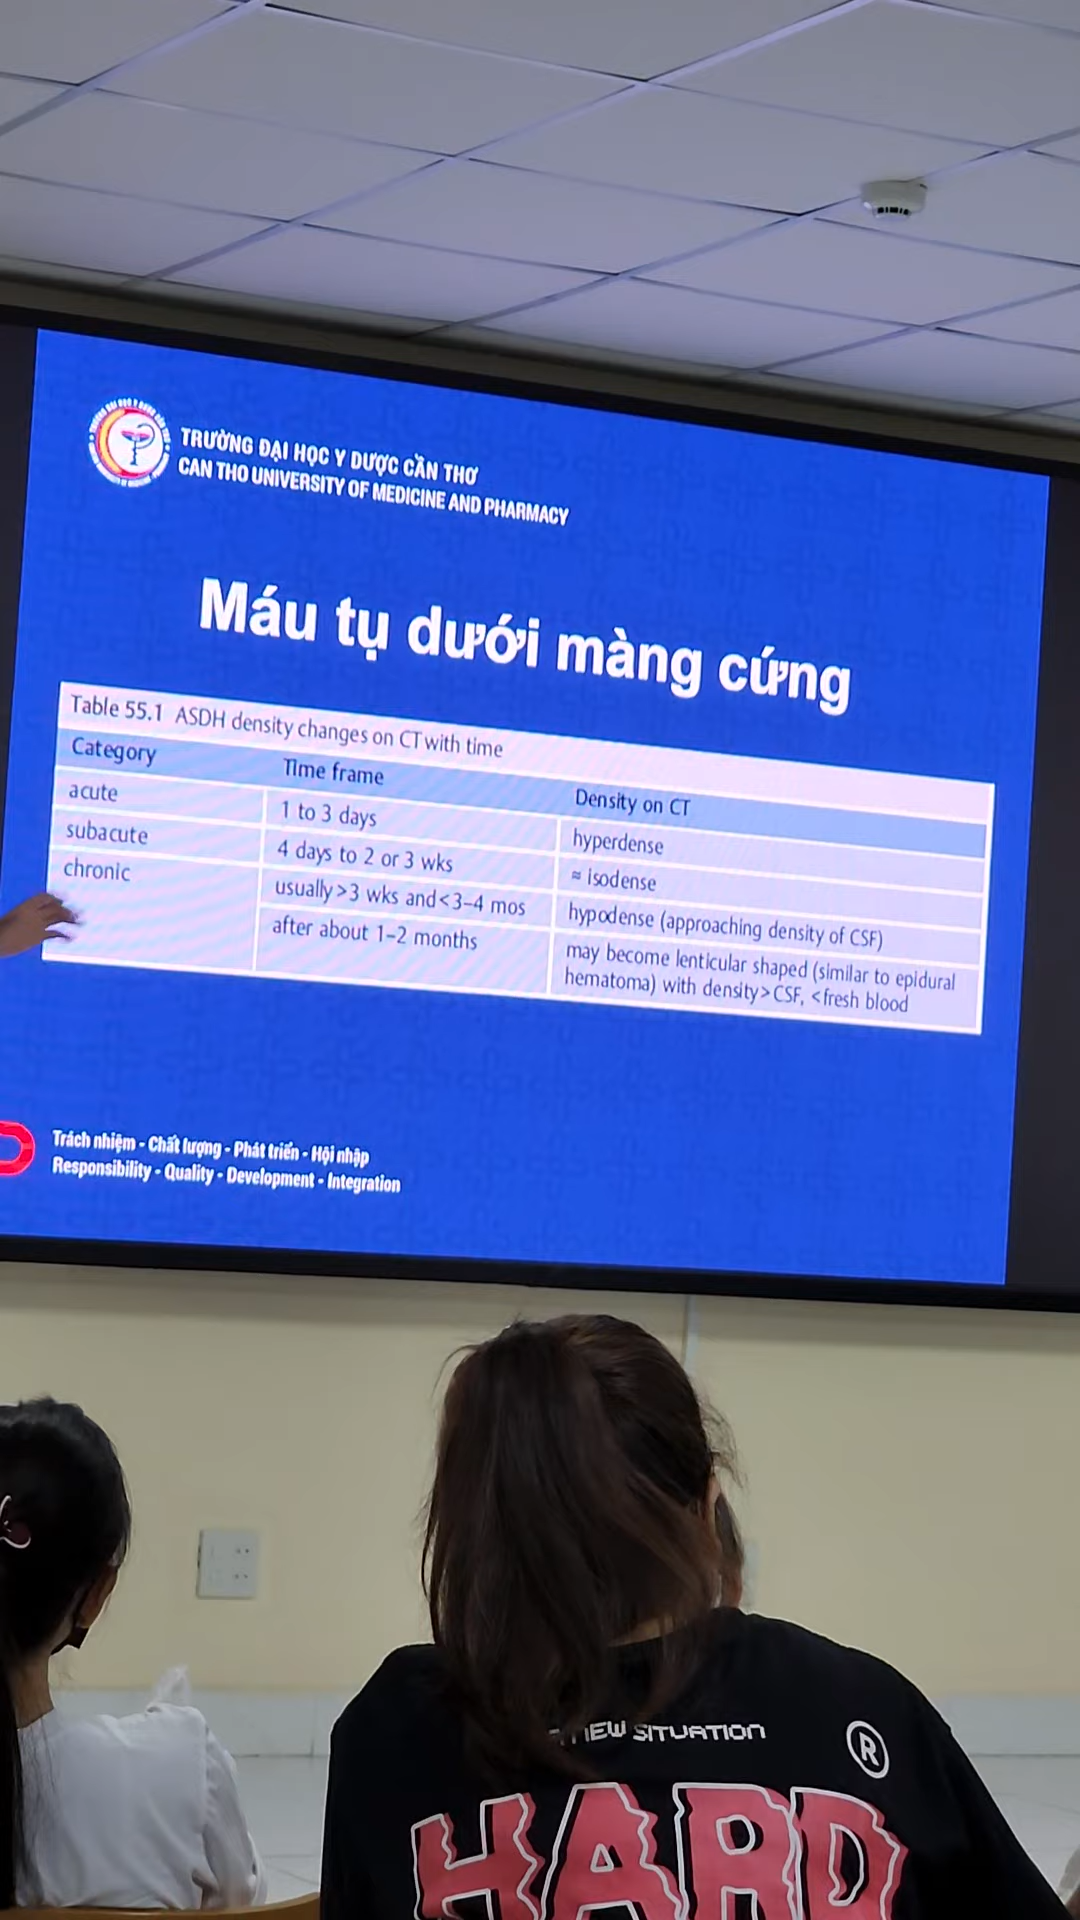 TRƯỜNG ĐẠI HỌC Y DƯỢC CẦN THƠ
CAN THO UNIVERSITY OF MEDICINE AND PHARMACY
Máu tụ dưới màng cứng
Table 55.1 ASDH density changes on CT with time
Category Time frame Density on CT
acute 1 to 3 days hyperdense
subacute 4 days to 2 or 3 wks ≈ isodense
chronic usually >3 wks and <3–4 mos hypodense (approaching density of CSF)
after about 1–2 months may become lenticular shaped (similar to epidural
hematoma) with density > CSF, <fresh blood
Trách nhiệm - Chất lượng - Phát triển - Hội nhập
Responsibility - Quality - Development - Integration
NEW SITUATION
®
HARD